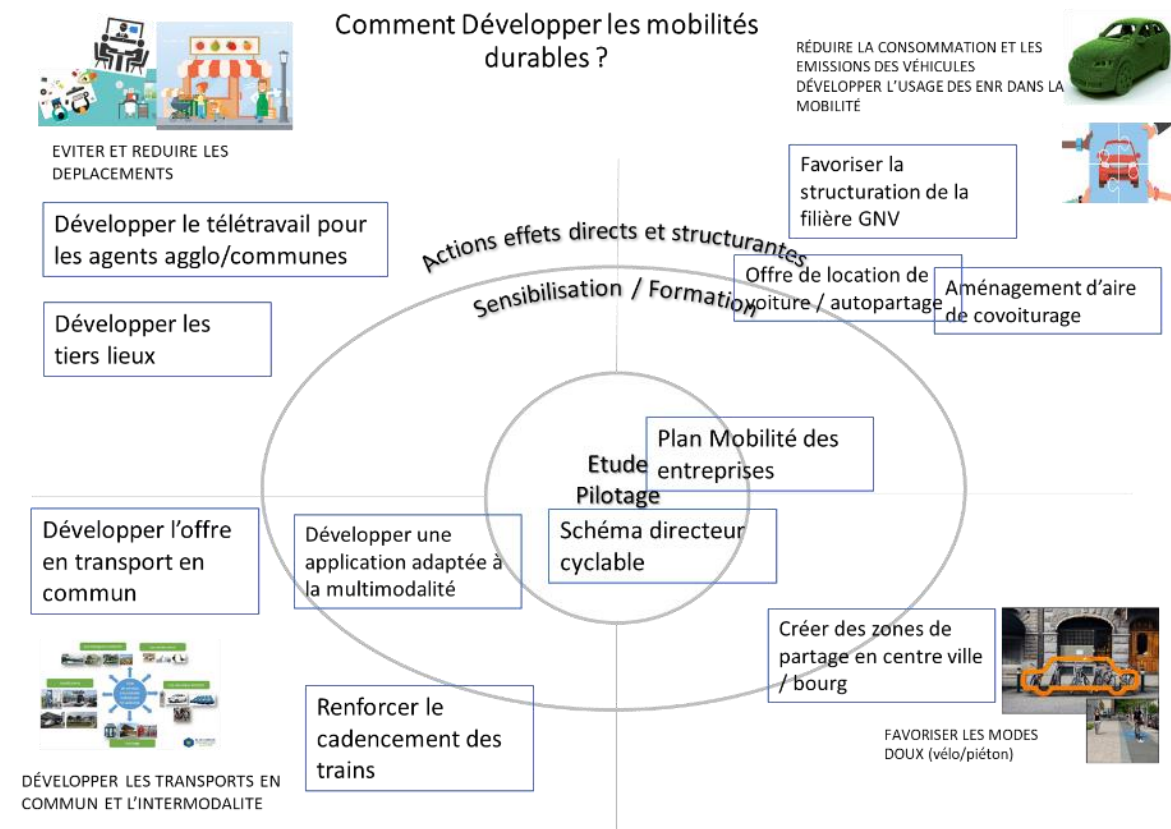 Comment Développer les mobilités
durables ?
RÉDUIRE LA CONSOMMATION ET LES
EMISSIONS DES VÉHICULES
DÉVELOPPER L'USAGE DES ENR DANS LA
MOBILITÉ
EVITER ET REDUIRE LES
DEPLACEMENTS
Favoriser la
structuration de la
filière GNV
Développer le télétravail pour
les agents agglo/communes
Actions effets directs et structurantes
Sensibilisation / Formation
Offre de location de
voiture / autopartage
Aménagement d'aire
de covoiturage
Développer les
tiers lieux
Plan Mobilité des
entreprises
Etude
Pilotage
Développer l'offre
en transport en
commun
Développer une
application adaptée à
la multimodalité
Schéma directeur
cyclable
Créer des zones de
partage en centre ville
/ bourg
Renforcer le
cadencement des
trains
FAVORISER LES MODES
DOUX (vélo/piéton)
DÉVELOPPER LES TRANSPORTS EN
COMMUN ET L'INTERMODALITE